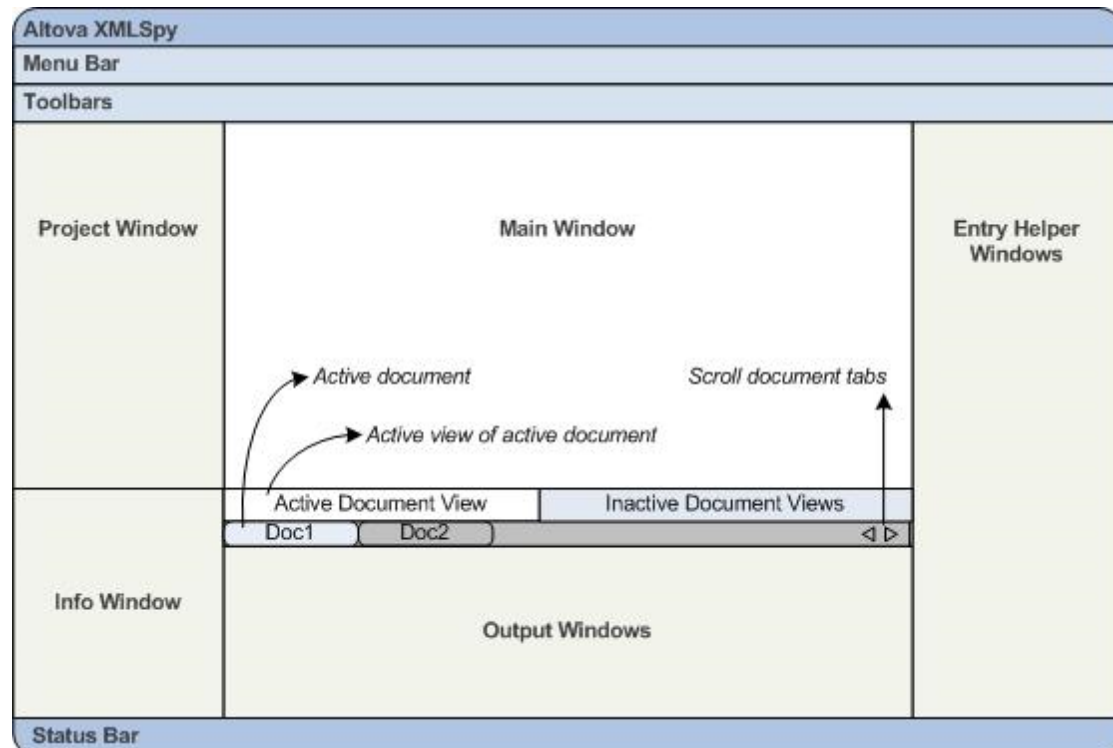 Altova XMLSpy
Menu Bar
Toolbars
Project Window
Main Window
Entry Helper
Windows
Active document
Scroll document tabs
Active view of active document
Active Document View
Inactive Document Views
Doc1
Doc2
Info Window
Output Windows
Status Bar